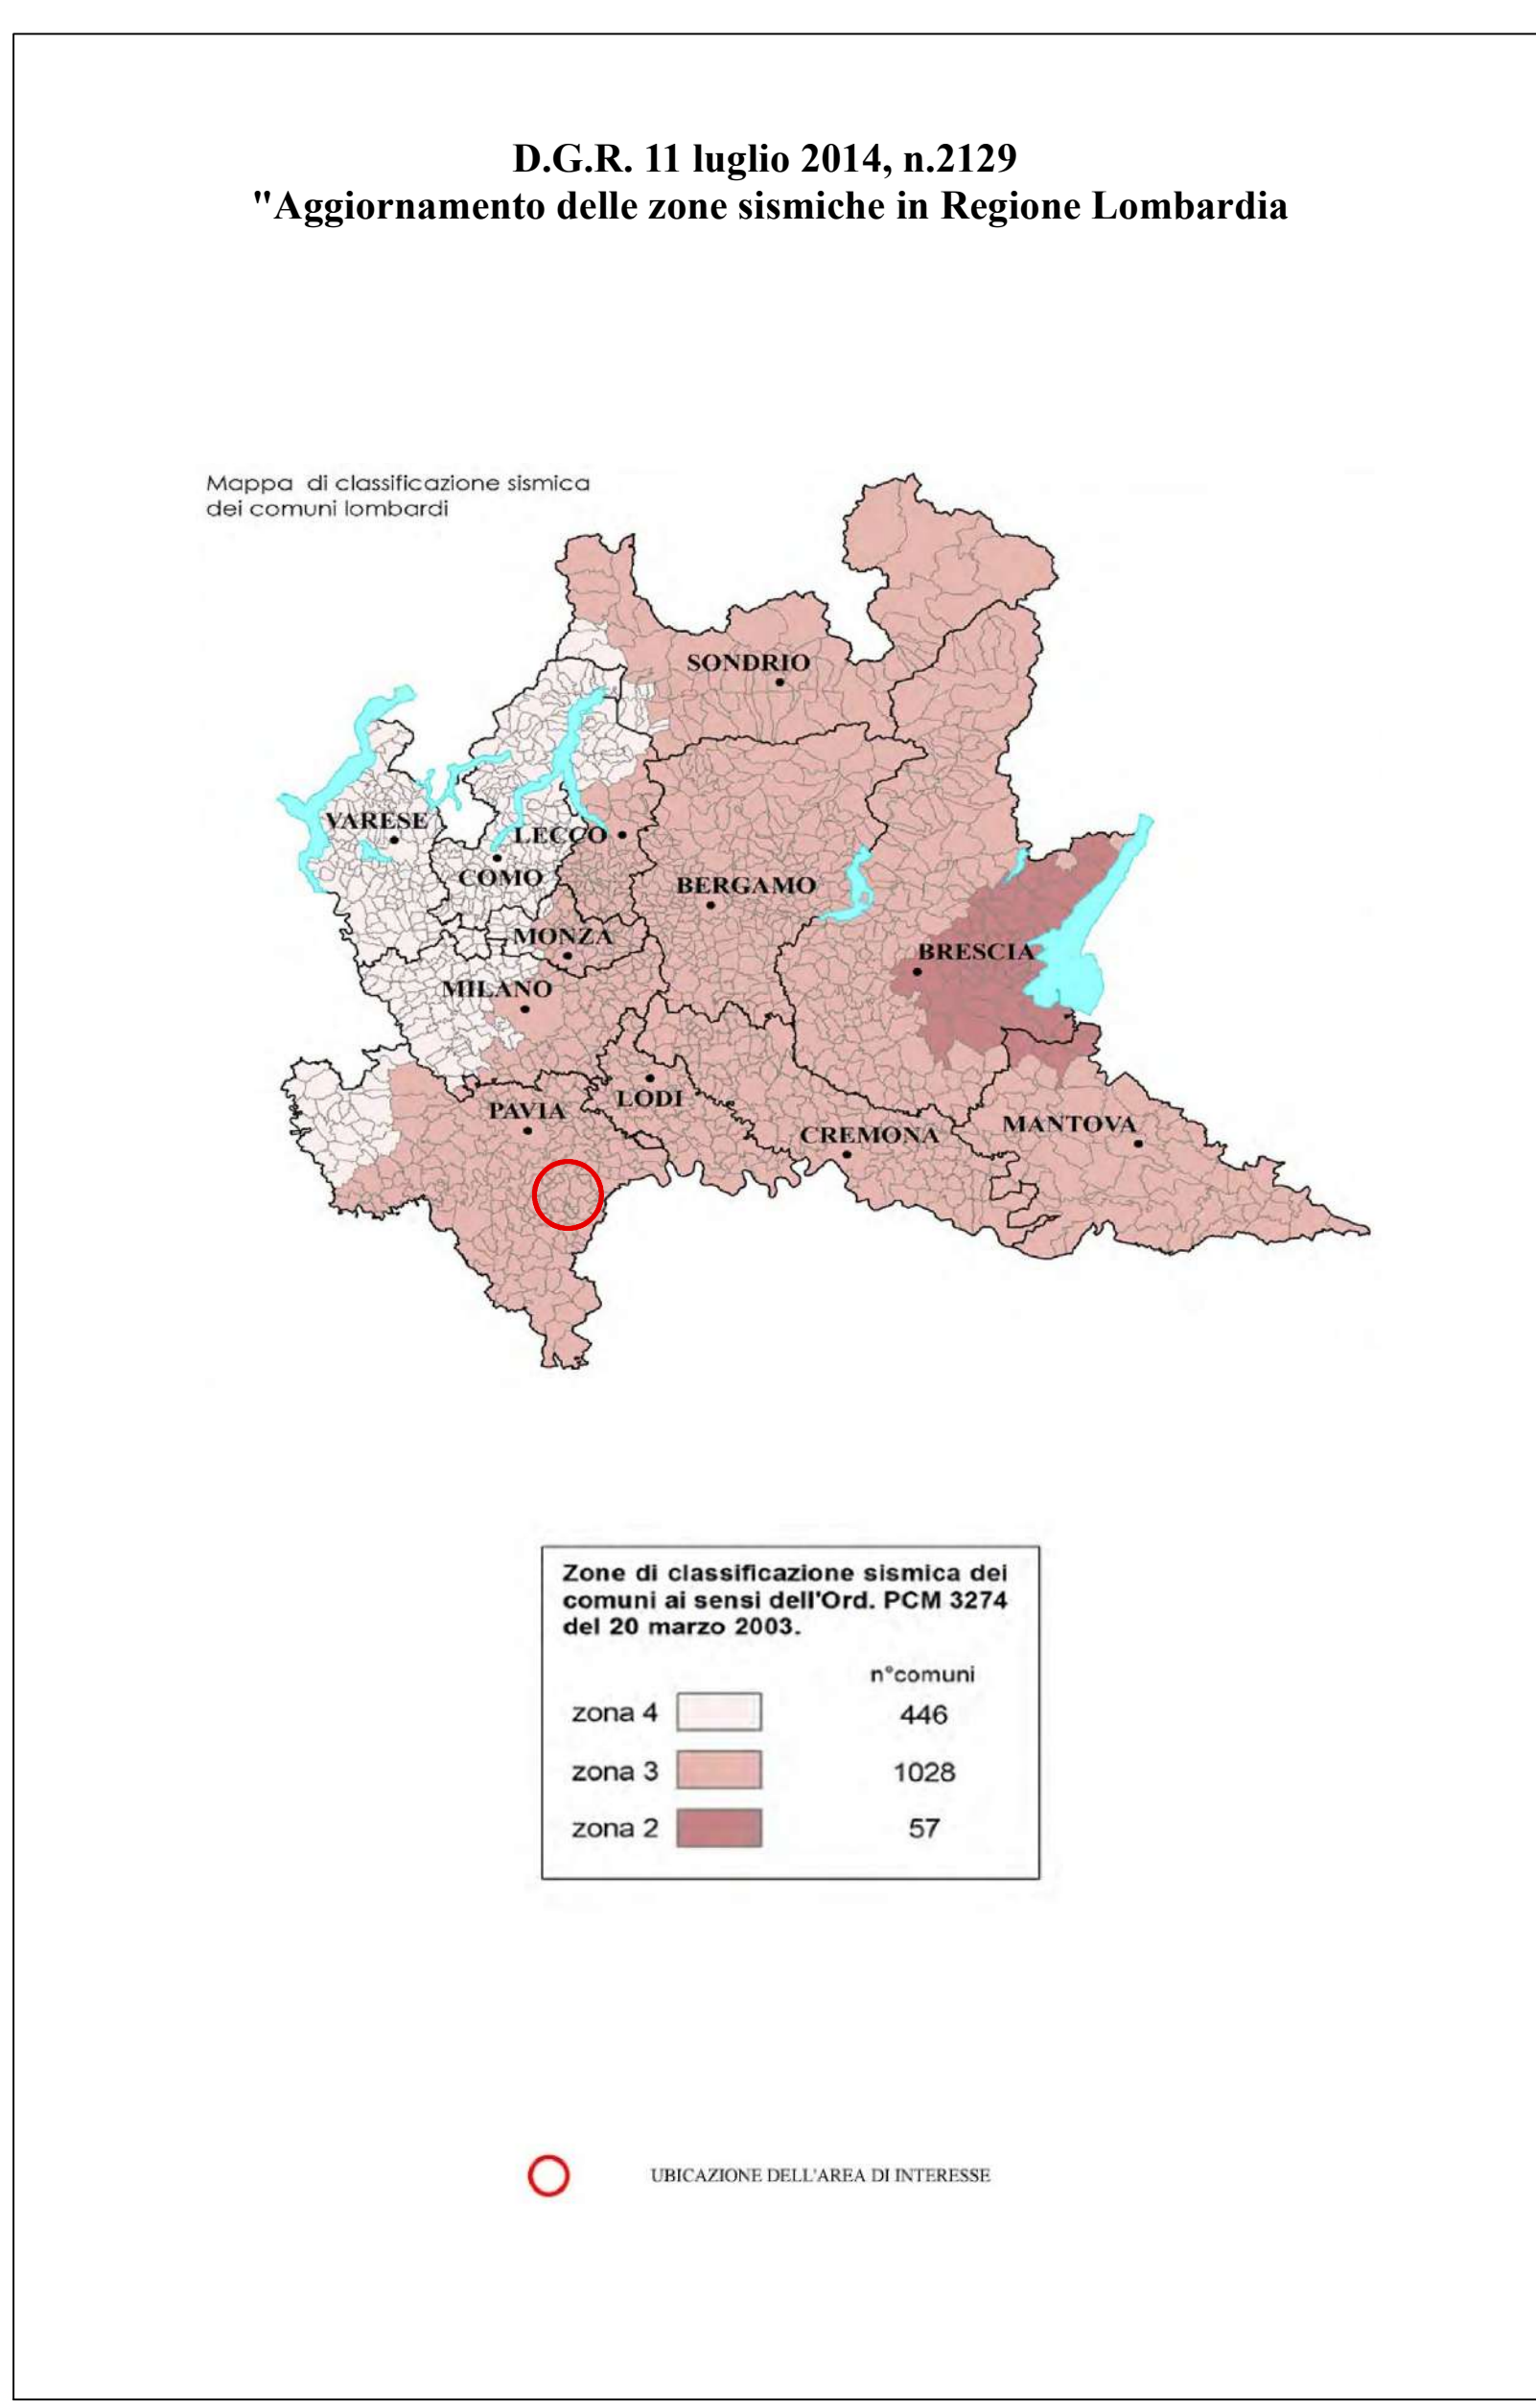 D.G.R. 11 luglio 2014, n.2129
"Aggiornamento delle zone sismiche in Regione Lombardia
Mappa di classificazione sismica
dei comuni lombardi
SONDRIO
VARESE
LECCO
COMO
BERGAMO
MONZA
BRESCIA
MILANO
LODI
PAVIA
MANTOVA
CREMONA
Zone di classificazione sismica dei
comuni ai sensi dell'Ord. PCM 3274
del 20 marzo 2003.
n°comuni
zona 4 446
zona 3 1028
zona 2 57
UBICAZIONE DELL'AREA DI INTERESSE